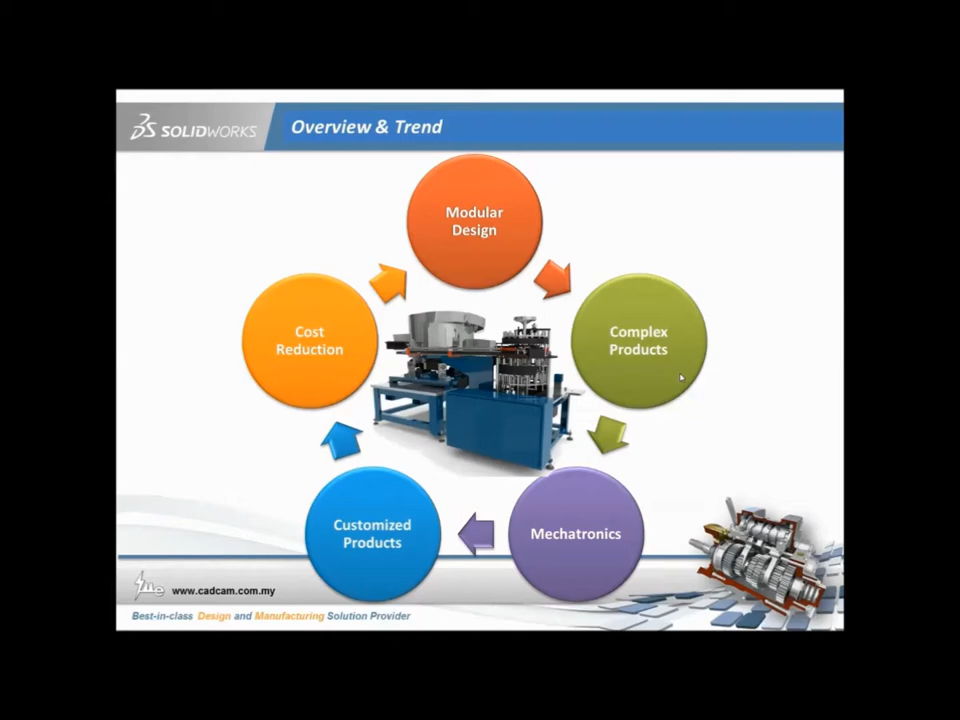 SOLIDWORKS
Overview & Trend
Modular
Design
Cost
Reduction
Complex
Products
Customized
Products
Mechatronics
www.cadcam.com.my
Best-in-class Design and Manufacturing Solution Provider